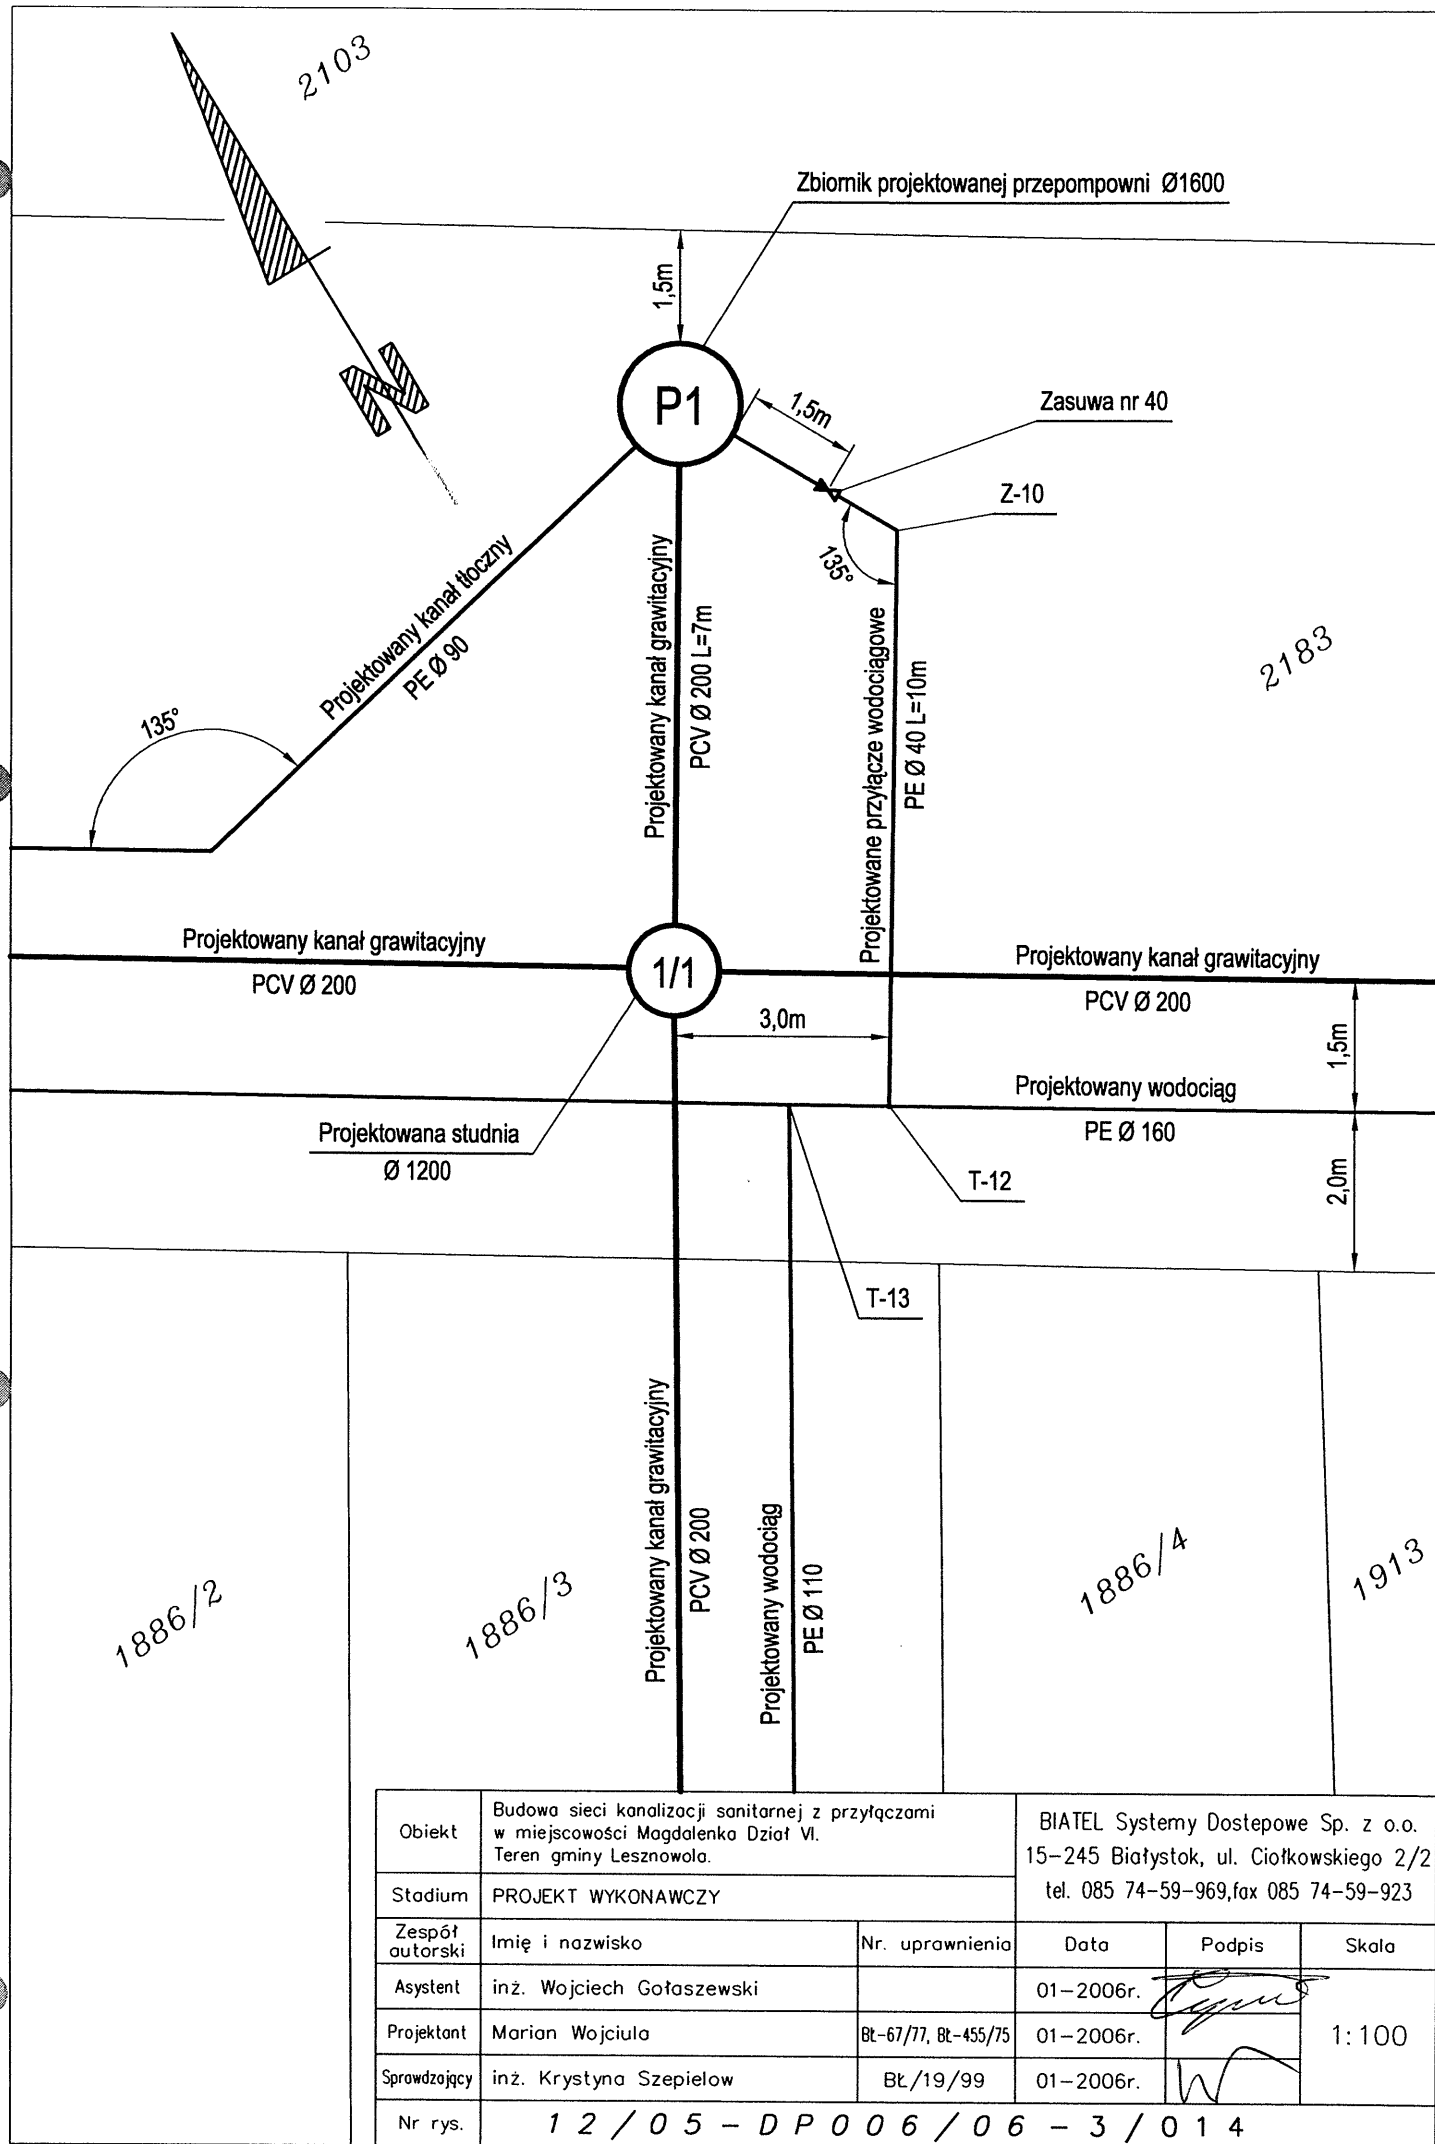 2103
Zbiornik projektowanej przepompowni Ø1600
1,5m
N
P1
1,5m
Zasuwa nr 40
Z-10
135°
Projektowany kanał tłoczny
PE Ø 90
Projektowany kanał grawitacyjny
PCV Ø 200 L=7m
Projektowane przyłącze wodociągowe
PE Ø 40 L=10m
2183
135°
Projektowany kanał grawitacyjny
PCV Ø 200
1/1
Projektowany kanał grawitacyjny
PCV Ø 200
3,0m
1,5m
Projektowany wodociąg
PE Ø 160
Projektowana studnia
Ø 1200
T-12
2,0m
T-13
Projektowany kanał grawitacyjny
PCV Ø 200
Projektowany wodociąg
PE Ø 110
1886/2
1886/3
1886/4
1913
Obiekt
Budowa sieci kanalizacji sanitarnej z przyłączami
w miejscowości Magdalenka Dział VI.
Teren gminy Lesznowola.
BIATEL Systemy Dostepowe Sp. z o.o.
15-245 Białystok, ul. Ciołkowskiego 2/2
tel. 085 74-59-969,fax 085 74-59-923
Stadium
PROJEKT WYKONAWCZY
Zespół
autorski
Imię i nazwisko
Nr. uprawnienia
Data
Podpis
Skala
Asystent
inż. Wojciech Gołaszewski
01-2006r.
Projektant
Marian Wojciula
BŁ-67/77, BŁ-455/75
01-2006r.
1:100
Sprawdzający
inż. Krystyna Szepielow
BŁ/19/99
01-2006r.
Nr rys.
12/05-DP006/06-3/014